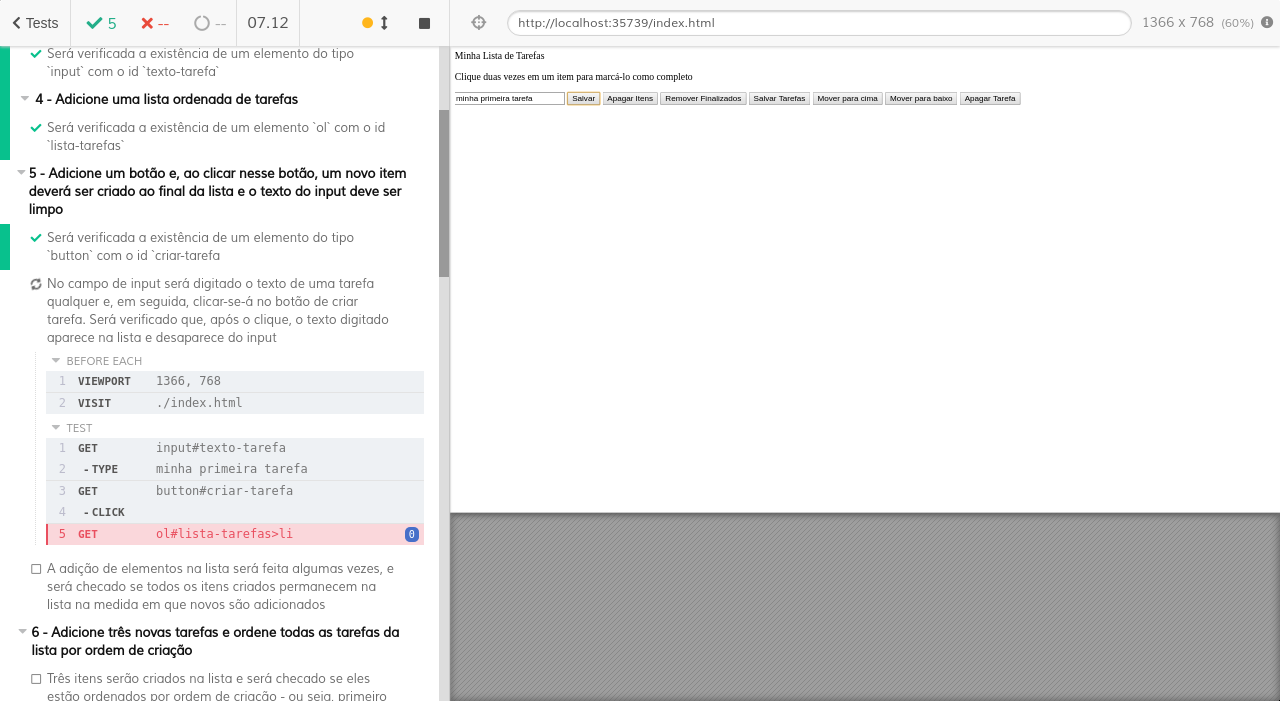 Tests
5
--
--
07.12
http://localhost:35739/index.html
1366 x 768 (60%)
Será verificada a existência de um elemento do tipo
`input` com o id `texto-tarefa`
4 - Adicione uma lista ordenada de tarefas
Será verificada a existência de um elemento `ol` com o id
`lista-tarefas`
5 - Adicione um botão e, ao clicar nesse botão, um novo item
deverá ser criado ao final da lista e o texto do input deve ser
limpo
Será verificada a existência de um elemento do tipo
`button` com o id `criar-tarefa
No campo de input será digitado o texto de uma tarefa
qualquer e, em seguida, clicar-se-á no botão de criar
tarefa. Será verificado que, após o clique, o texto digitado
aparece na lista e desaparece do input
BEFORE EACH
1 VIEWPORT 1366, 768
2 VISIT ./index.html
TEST
1 GET input#texto-tarefa
2 -TYPE minha primeira tarefa
3 GET button#criar-tarefa
4 -CLICK
5 GET ol#lista-tarefas>li 0
A adição de elementos na lista será feita algumas vezes, e
será checado se todos os itens criados permanecem na
lista na medida em que novos são adicionados
6 - Adicione três novas tarefas e ordene todas as tarefas da
lista por ordem de criação
Três itens serão criados na lista e será checado se eles
estão ordenados por ordem de criação - ou seja, primeiro
Minha Lista de Tarefas
Clique duas vezes em um item para marcá-lo como completo
minha primeira tarefa Salvar Apagar Itens Remover Finalizados Salvar Tarefas Mover para cima Mover para baixo Apagar Tarefa